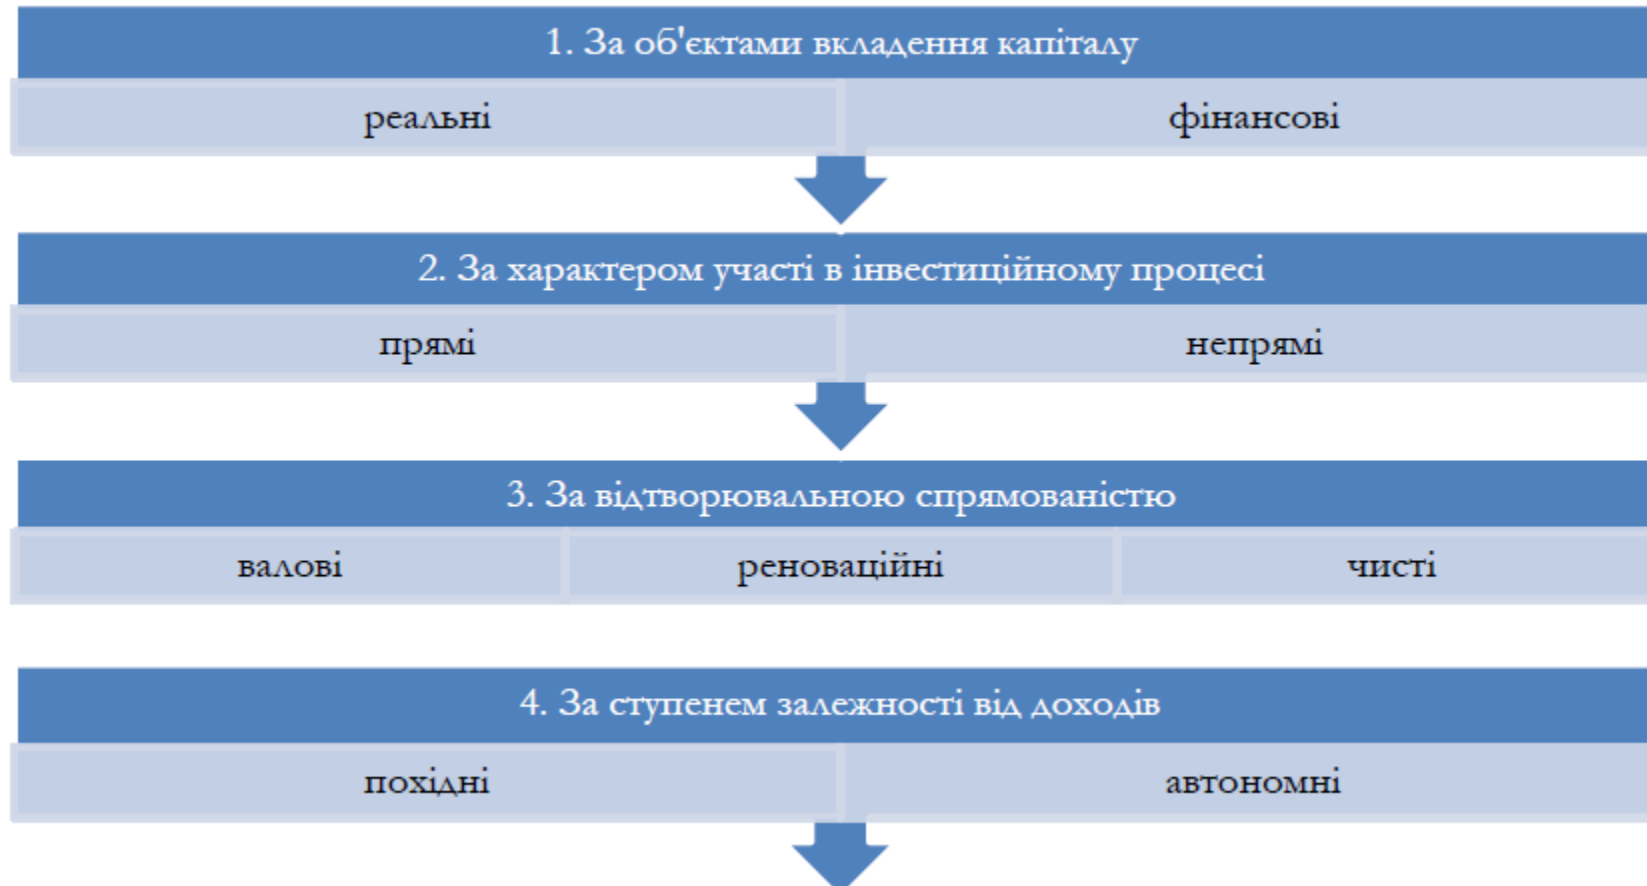 1. За об'єктами вкладення капіталу
реальні
фінансові
2. За характером участі в інвестиційному процесі
прямі
непрямі
3. За відтворювальною спрямованістю
валові
реноваційні
чисті
4. За ступенем залежності від доходів
похідні
автономні